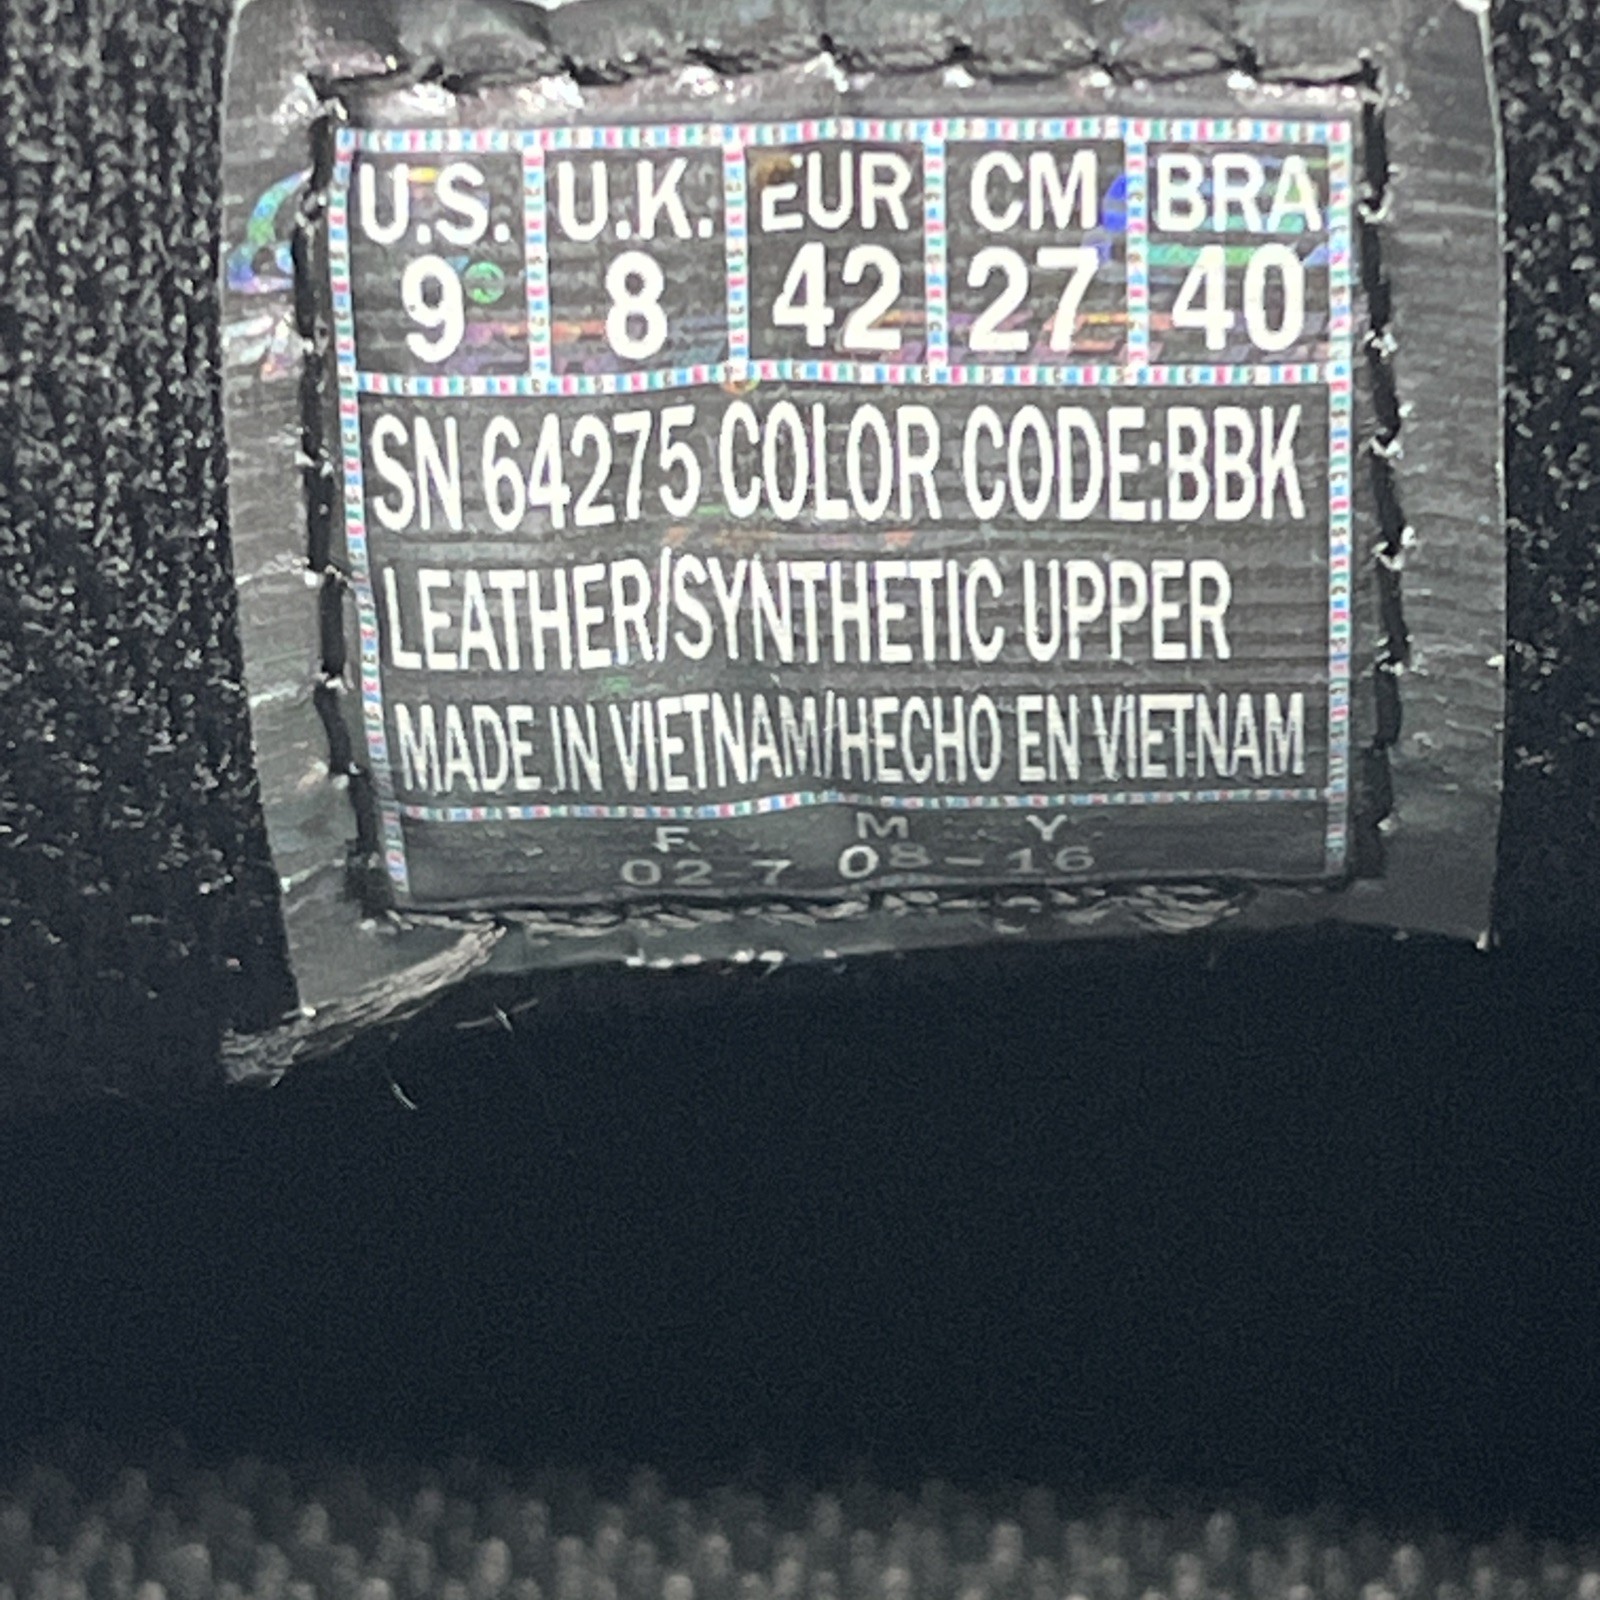 U.S. U.K. EUR CM BRA
9 8 42 27 40
SN 64275 COLOR CODE:BBK
LEATHER/SYNTHETIC UPPER
MADE IN VIETNAM/HECHO EN VIETNAM
F M Y
02 7 08-16